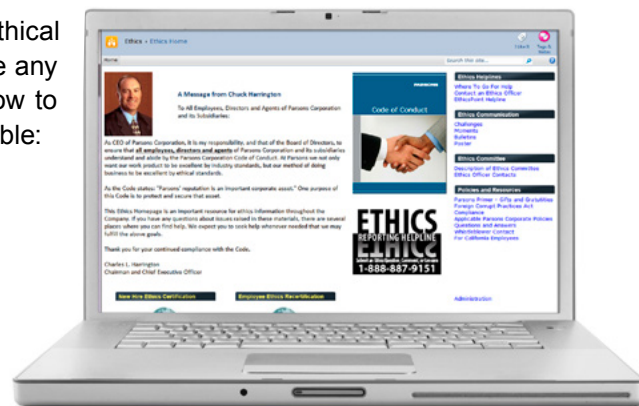 thical
e any
ow to
ble:
Ethics › Ethics Home
Home
Search this site...
A Message from Chuck Harrington
To All Employees, Directors and Agents of Parsons Corporation
and its Subsidiaries:
As CEO of Parsons Corporation, it is my responsibility, and that of the Board of Directors, to
ensure that all employees, directors and agents of Parsons Corporation and its subsidiaries
understand and abide by the Parsons Corporation Code of Conduct. At Parsons we not only
want our work product to be excellent by industry standards, but our method of doing
business to be excellent by ethical standards.
As the Code states: "Parsons' reputation is an important corporate asset." One purpose of
this Code is to protect and secure that asset.
This Ethics Homepage is an important resource for ethics information throughout the
Company. If you have any questions about issues raised in these materials, there are several
places where you can find help. We expect you to seek help whenever needed that we may
fulfill the above goals.
Thank you for your continued compliance with the Code.
Charles L. Harrington
Chairman and Chief Executive Officer
New Hire Ethics Certification
Employee Ethics Recertification
PARSONS
Code of Conduct
ETHICS
REPORTING HELPLINE
ETHICS
1-888-887-9151
Ethics Helplines
Where To Go For Help
Contact an Ethics Officer
EthicsPoint Helpline
Ethics Communication
Challenges
Moments
Bulletins
Poster
Ethics Committee
Description of Ethics Committee
Ethics Officer Contacts
Policies and Resources
Parsons Primer - Gifts and Gratuities
Foreign Corrupt Practices Act
Compliance
Applicable Parsons Corporate Policies
Questions and Answers
Whistleblower Contact
For California Employees
Administration